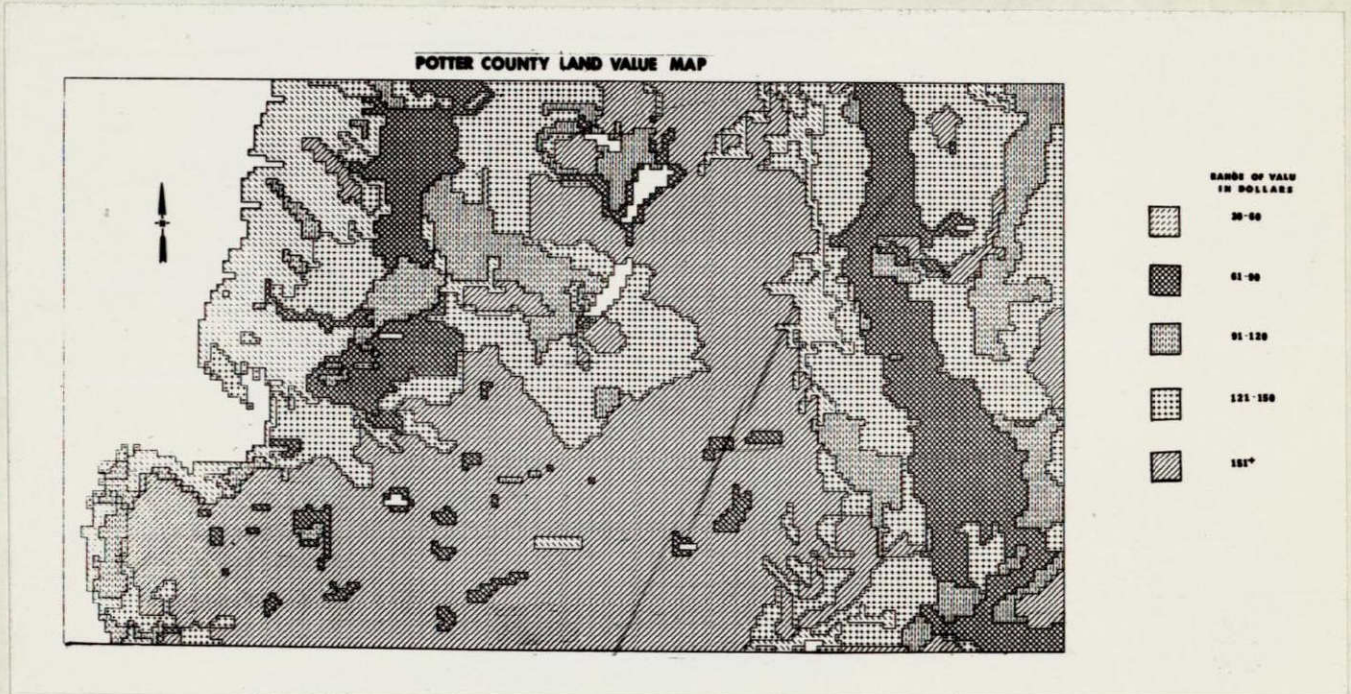 POTTER COUNTY LAND VALUE MAP
RANGE OF VALU
IN DOLLARS
30-60
61-90
91-120
121-150
151+